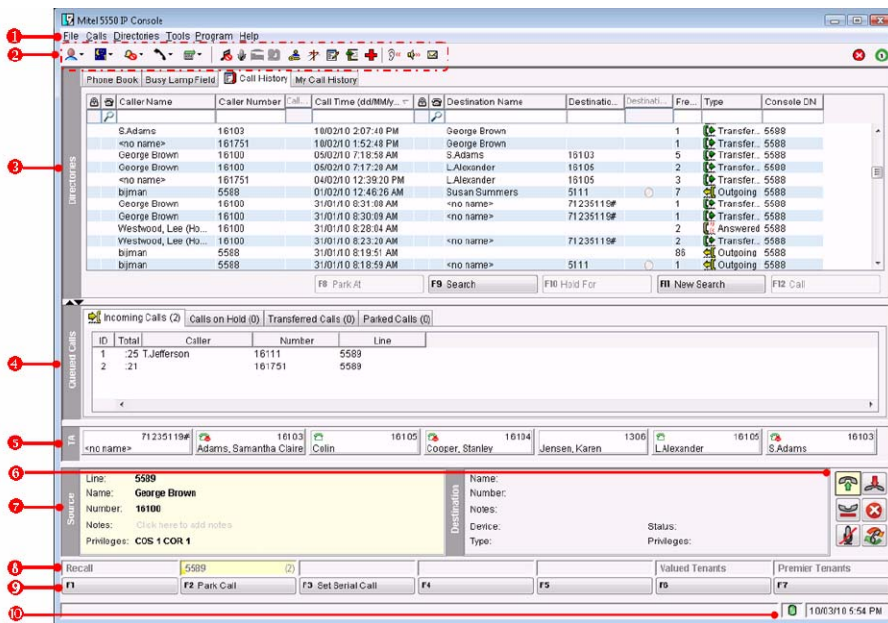 Mitel 5550 IP Console
1 File Calls Directories Tools Program Help
2
Phone Book Busy Lamp Field Call History My Call History
Caller Name Caller Number Call... Call Time (dd/MM/y... Destination Name Destinatio... Destinati... Fre... Type Console DN
S.Adams 16103 18/02/10 2:07:40 PM George Brown 1 Transfer... 5588
<no name> 161751 18/02/10 1:52:48 PM George Brown 1 Transfer... 5588
George Brown 16100 05/02/10 7:18:58 AM S.Adams 16103 5 Transfer... 5588
George Brown 16100 05/02/10 7:17:28 AM L.Alexander 16105 2 Transfer... 5588
<no name> 161751 04/02/10 12:39:20 PM L.Alexander 16105 3 Transfer... 5588
bijman 5588 01/02/10 12:46:26 AM Susan Summers 5111 7 Outgoing 5588
George Brown 16100 31/01/10 8:31:08 AM <no name> 71235119# 1 Transfer... 5588
George Brown 16100 31/01/10 8:30:09 AM <no name> 71235119# 1 Transfer... 5588
Westwood, Lee (Ho... 16100 31/01/10 8:28:04 AM 2 Answered 5588
Westwood, Lee (Ho... 16100 31/01/10 8:23:20 AM <no name> 71235119# 2 Transfer... 5588
bijman 5588 31/01/10 8:19:51 AM 86 Outgoing 5588
bijman 5588 31/01/10 8:18:59 AM <no name> 5111 1 Outgoing 5588
3 Directories
F8 Park At F9 Search F10 Hold For F11 New Search F12 Call
Incoming Calls (2) Calls on Hold (0) Transferred Calls (0) Parked Calls (0)
ID Total Caller Number Line
1 :25 T.Jefferson 16111 5589
2 :21 161751 5589
4 Queued Calls
5 TA
71235119# 16103 16105 16104 1306 16105 16103
<no name> Adams, Samantha Claire Colin Cooper, Stanley Jensen, Karen L.Alexander S.Adams
6
7 Source
Line: 5589
Name: George Brown
Number: 16100
Notes: Click here to add notes
Privileges: COS 1 COR 1
Destination
Name:
Number:
Notes:
Device: Status:
Type: Privileges:
8 Recall 5589 (2) Valued Tenants Premier Tenants
9 F1 F2 Park Call F3 Set Serial Call F4 F5 F6 F7
10 10/03/10 5:54 PM